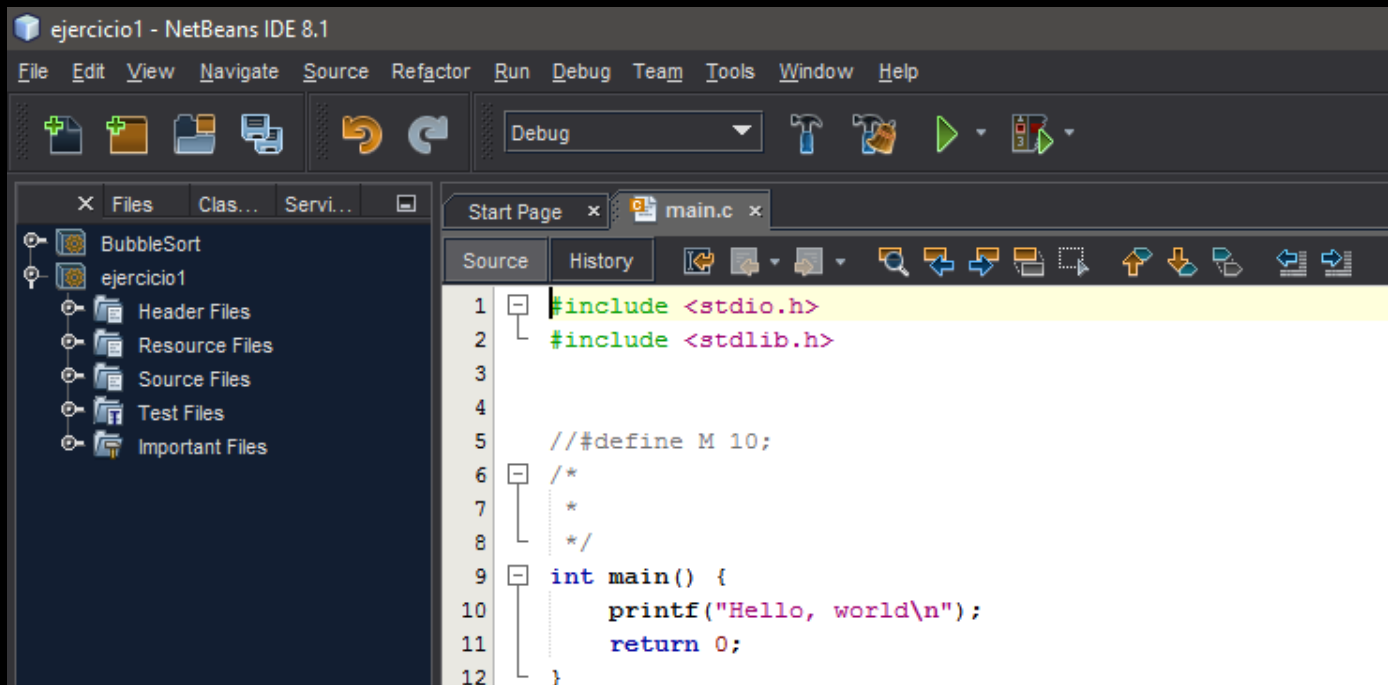 ejercicio1 - NetBeans IDE 8.1
File Edit View Navigate Source Refactor Run Debug Team Tools Window Help
Debug
Files Clas... Servi...
Start Page main.c
BubbleSort
ejercicio1
Header Files
Resource Files
Source Files
Test Files
Important Files
Source History
1 #include <stdio.h>
2 #include <stdlib.h>
3
4
5 //#define M 10;
6 /*
7 *
8 */
9 int main() {
10 printf("Hello, world\n");
11 return 0;
12 }